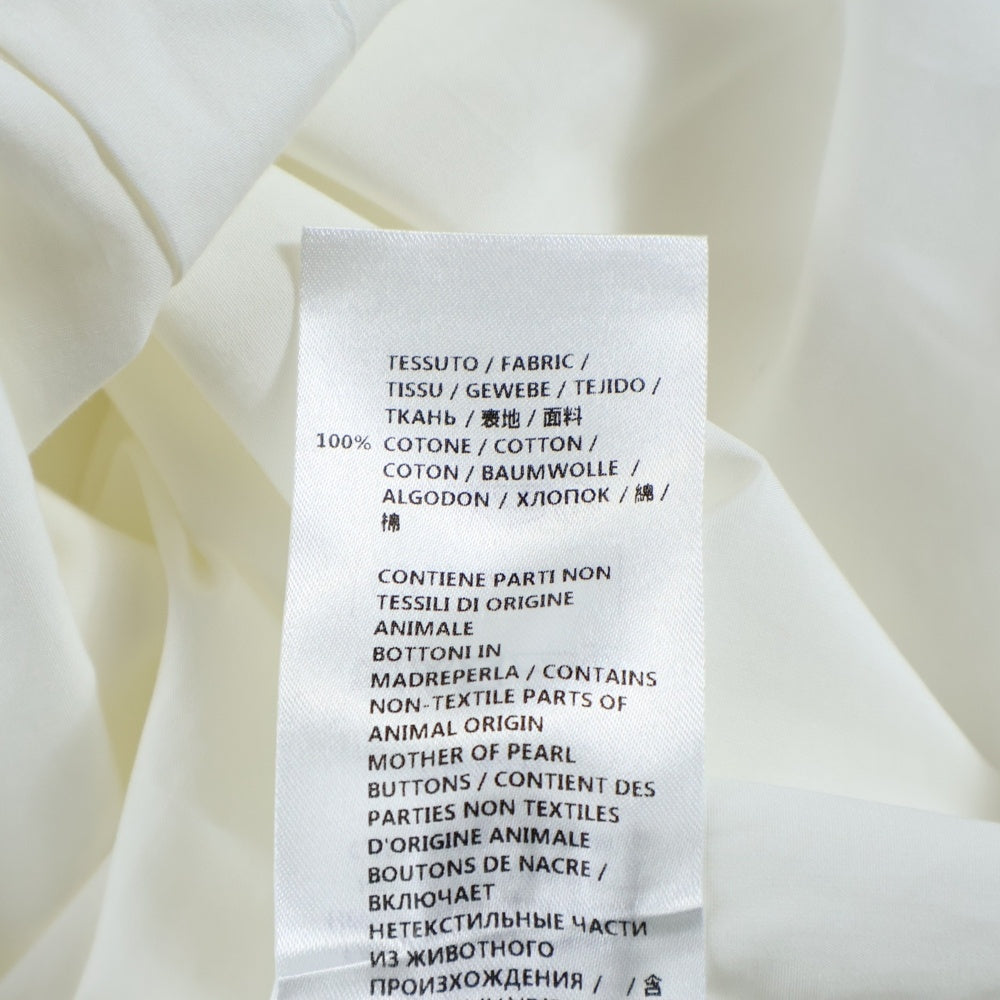 TESSUTO / FABRIC /
TISSU / GEWEBE / TEJIDO /
ТКАНЬ / 表地 / 面料
100% COTONE / COTTON /
COTON / BAUMWOLLE /
ALGODON / ХЛОПОК / 綿 /
棉
CONTIENE PARTI NON
TESSILI DI ORIGINE
ANIMALE
BOTTONI IN
MADREPERLA / CONTAINS
NON-TEXTILE PARTS OF
ANIMAL ORIGIN
MOTHER OF PEARL
BUTTONS / CONTIENT DES
PARTIES NON TEXTILES
D'ORIGINE ANIMALE
BOUTONS DE NACRE /
ВКЛЮЧАЕТ
НЕТЕКСТИЛЬНЫЕ ЧАСТИ
ИЗ ЖИВОТНОГО
ПРОИЗХОЖДЕНИЯ / / 含